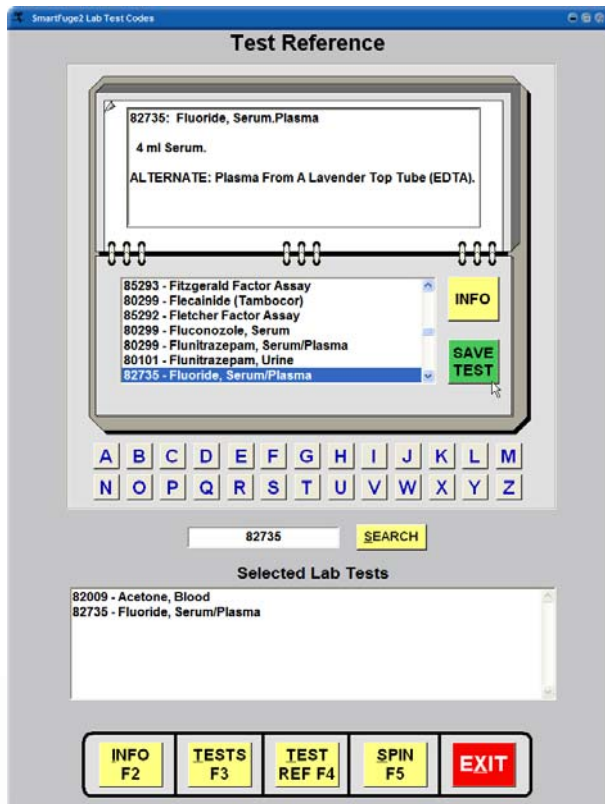 SmartFuge2 Lab Test Codes
Test Reference
82735: Fluoride, Serum.Plasma
4 ml Serum.
ALTERNATE: Plasma From A Lavender Top Tube (EDTA).
85293 - Fitzgerald Factor Assay
80299 - Flecainide (Tambocor)
85292 - Fletcher Factor Assay
80299 - Fluconozole, Serum
80299 - Flunitrazepam, Serum/Plasma
80101 - Flunitrazepam, Urine
82735 - Fluoride, Serum/Plasma
INFO
SAVE
TEST
A B C D E F G H I J K L M
N O P Q R S T U V W X Y Z
82735 SEARCH
Selected Lab Tests
82009 - Acetone, Blood
82735 - Fluoride, Serum/Plasma
INFO
F2
TESTS
F3
TEST
REF F4
SPIN
F5
EXIT